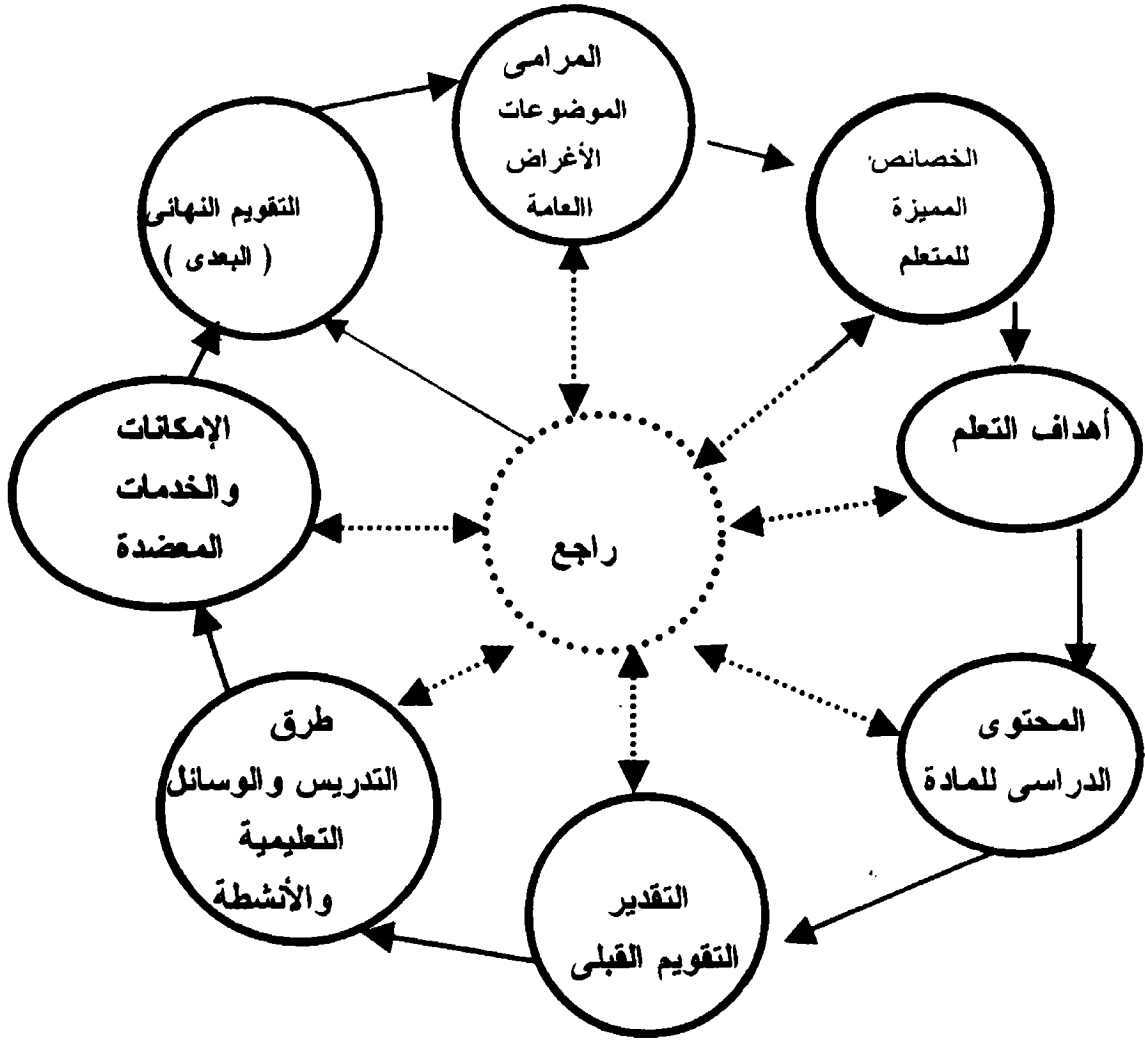 المرامى
الموضوعات
الأغراض
االعامة
الخصائص
المميزة
للمتعلم
أهداف التعلم
المحتوى
الدراسى للمادة
التقدير
التقويم القبلى
طرق
التدريس والوسائل
التعليمية
والأنشطة
الإمكانات
والخدمات
المعضدة
التقويم النهائى
( البعدى )
راجع